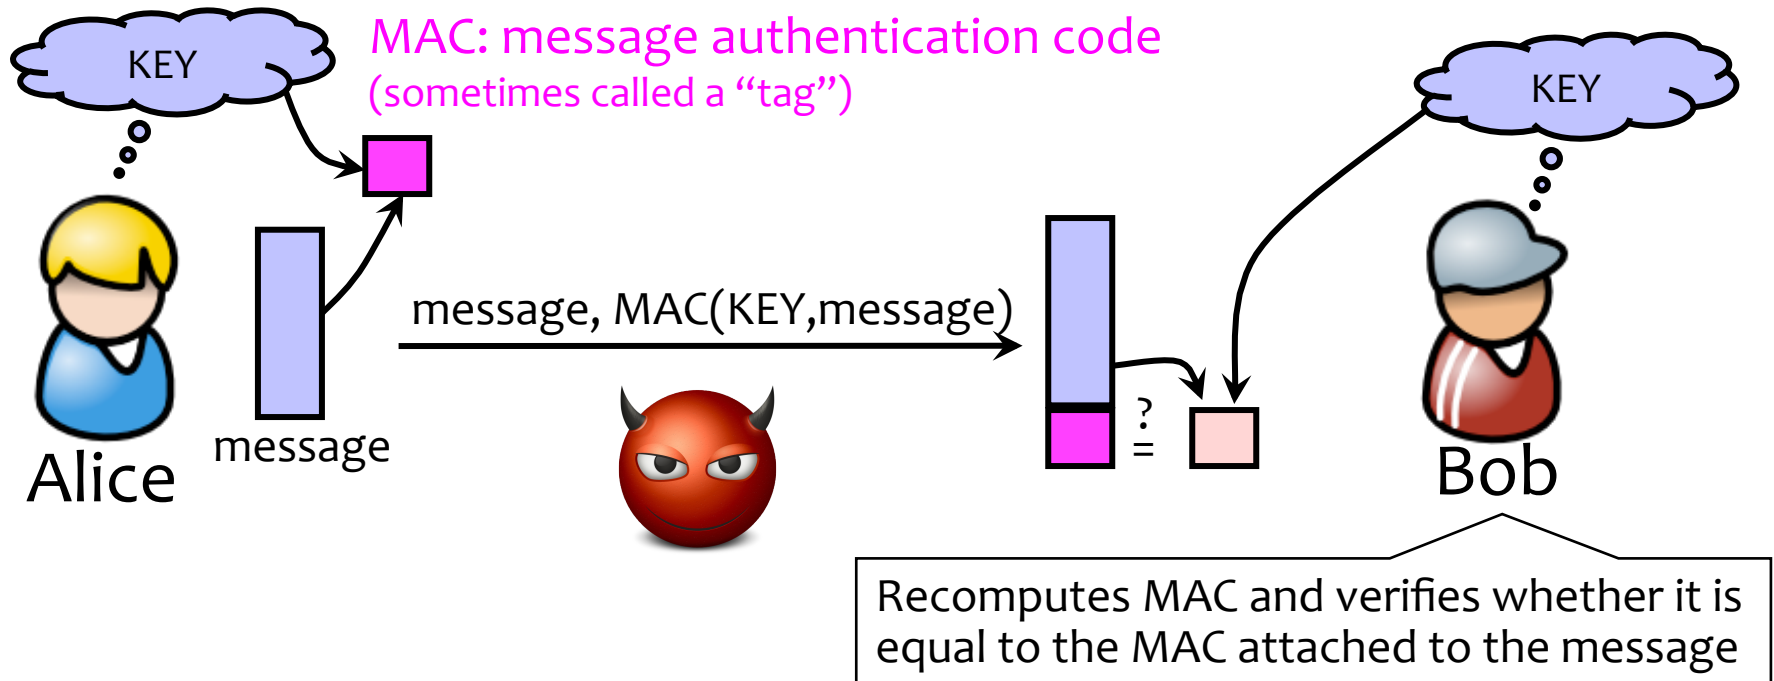 KEY
MAC: message authentication code
(sometimes called a “tag”)
KEY
message, MAC(KEY,message)
?
=
message
Alice
Bob
Recomputes MAC and verifies whether it is
equal to the MAC attached to the message